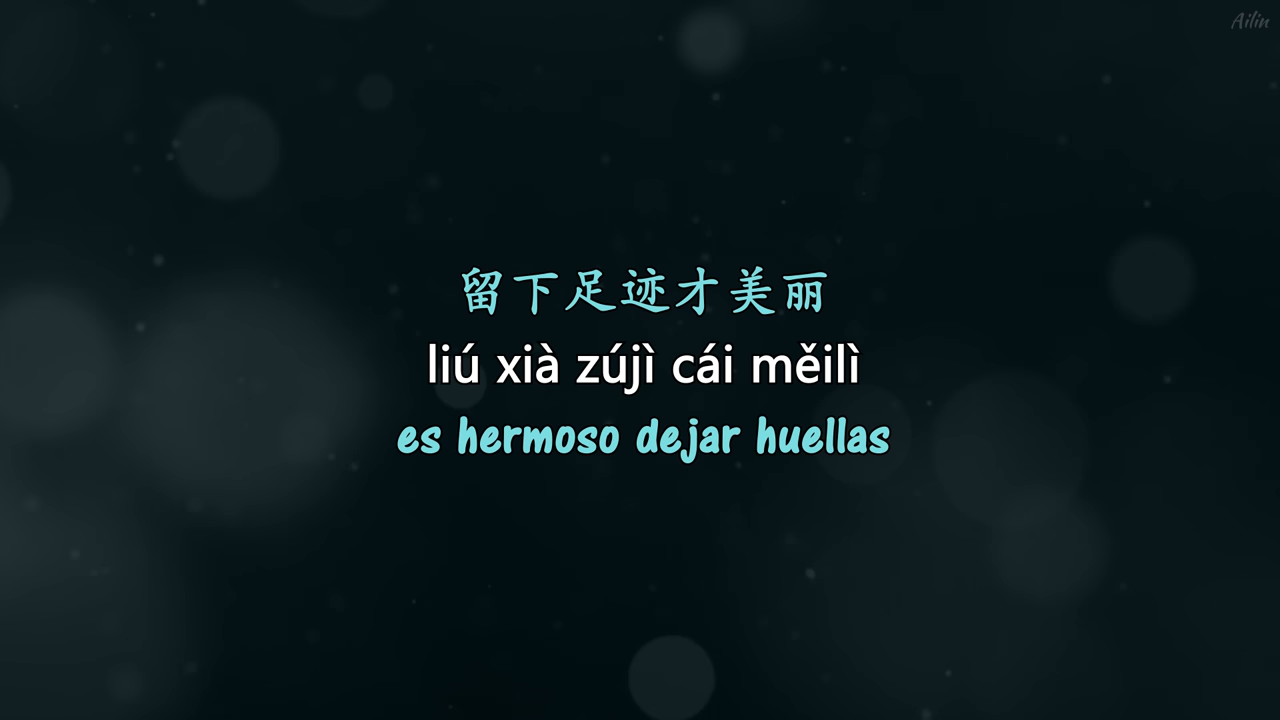 Ailin
留下足迹才美丽
liú xià zújì cái měilì
es hermoso dejar huellas